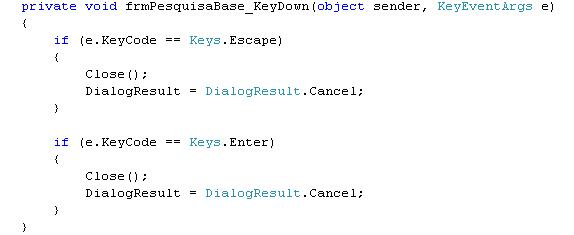 private void frmPesquisaBase_KeyDown(object sender, KeyEventArgs e)
{
    if (e.KeyCode == Keys.Escape)
    {
        Close();
        DialogResult = DialogResult.Cancel;
    }

    if (e.KeyCode == Keys.Enter)
    {
        Close();
        DialogResult = DialogResult.Cancel;
    }
}